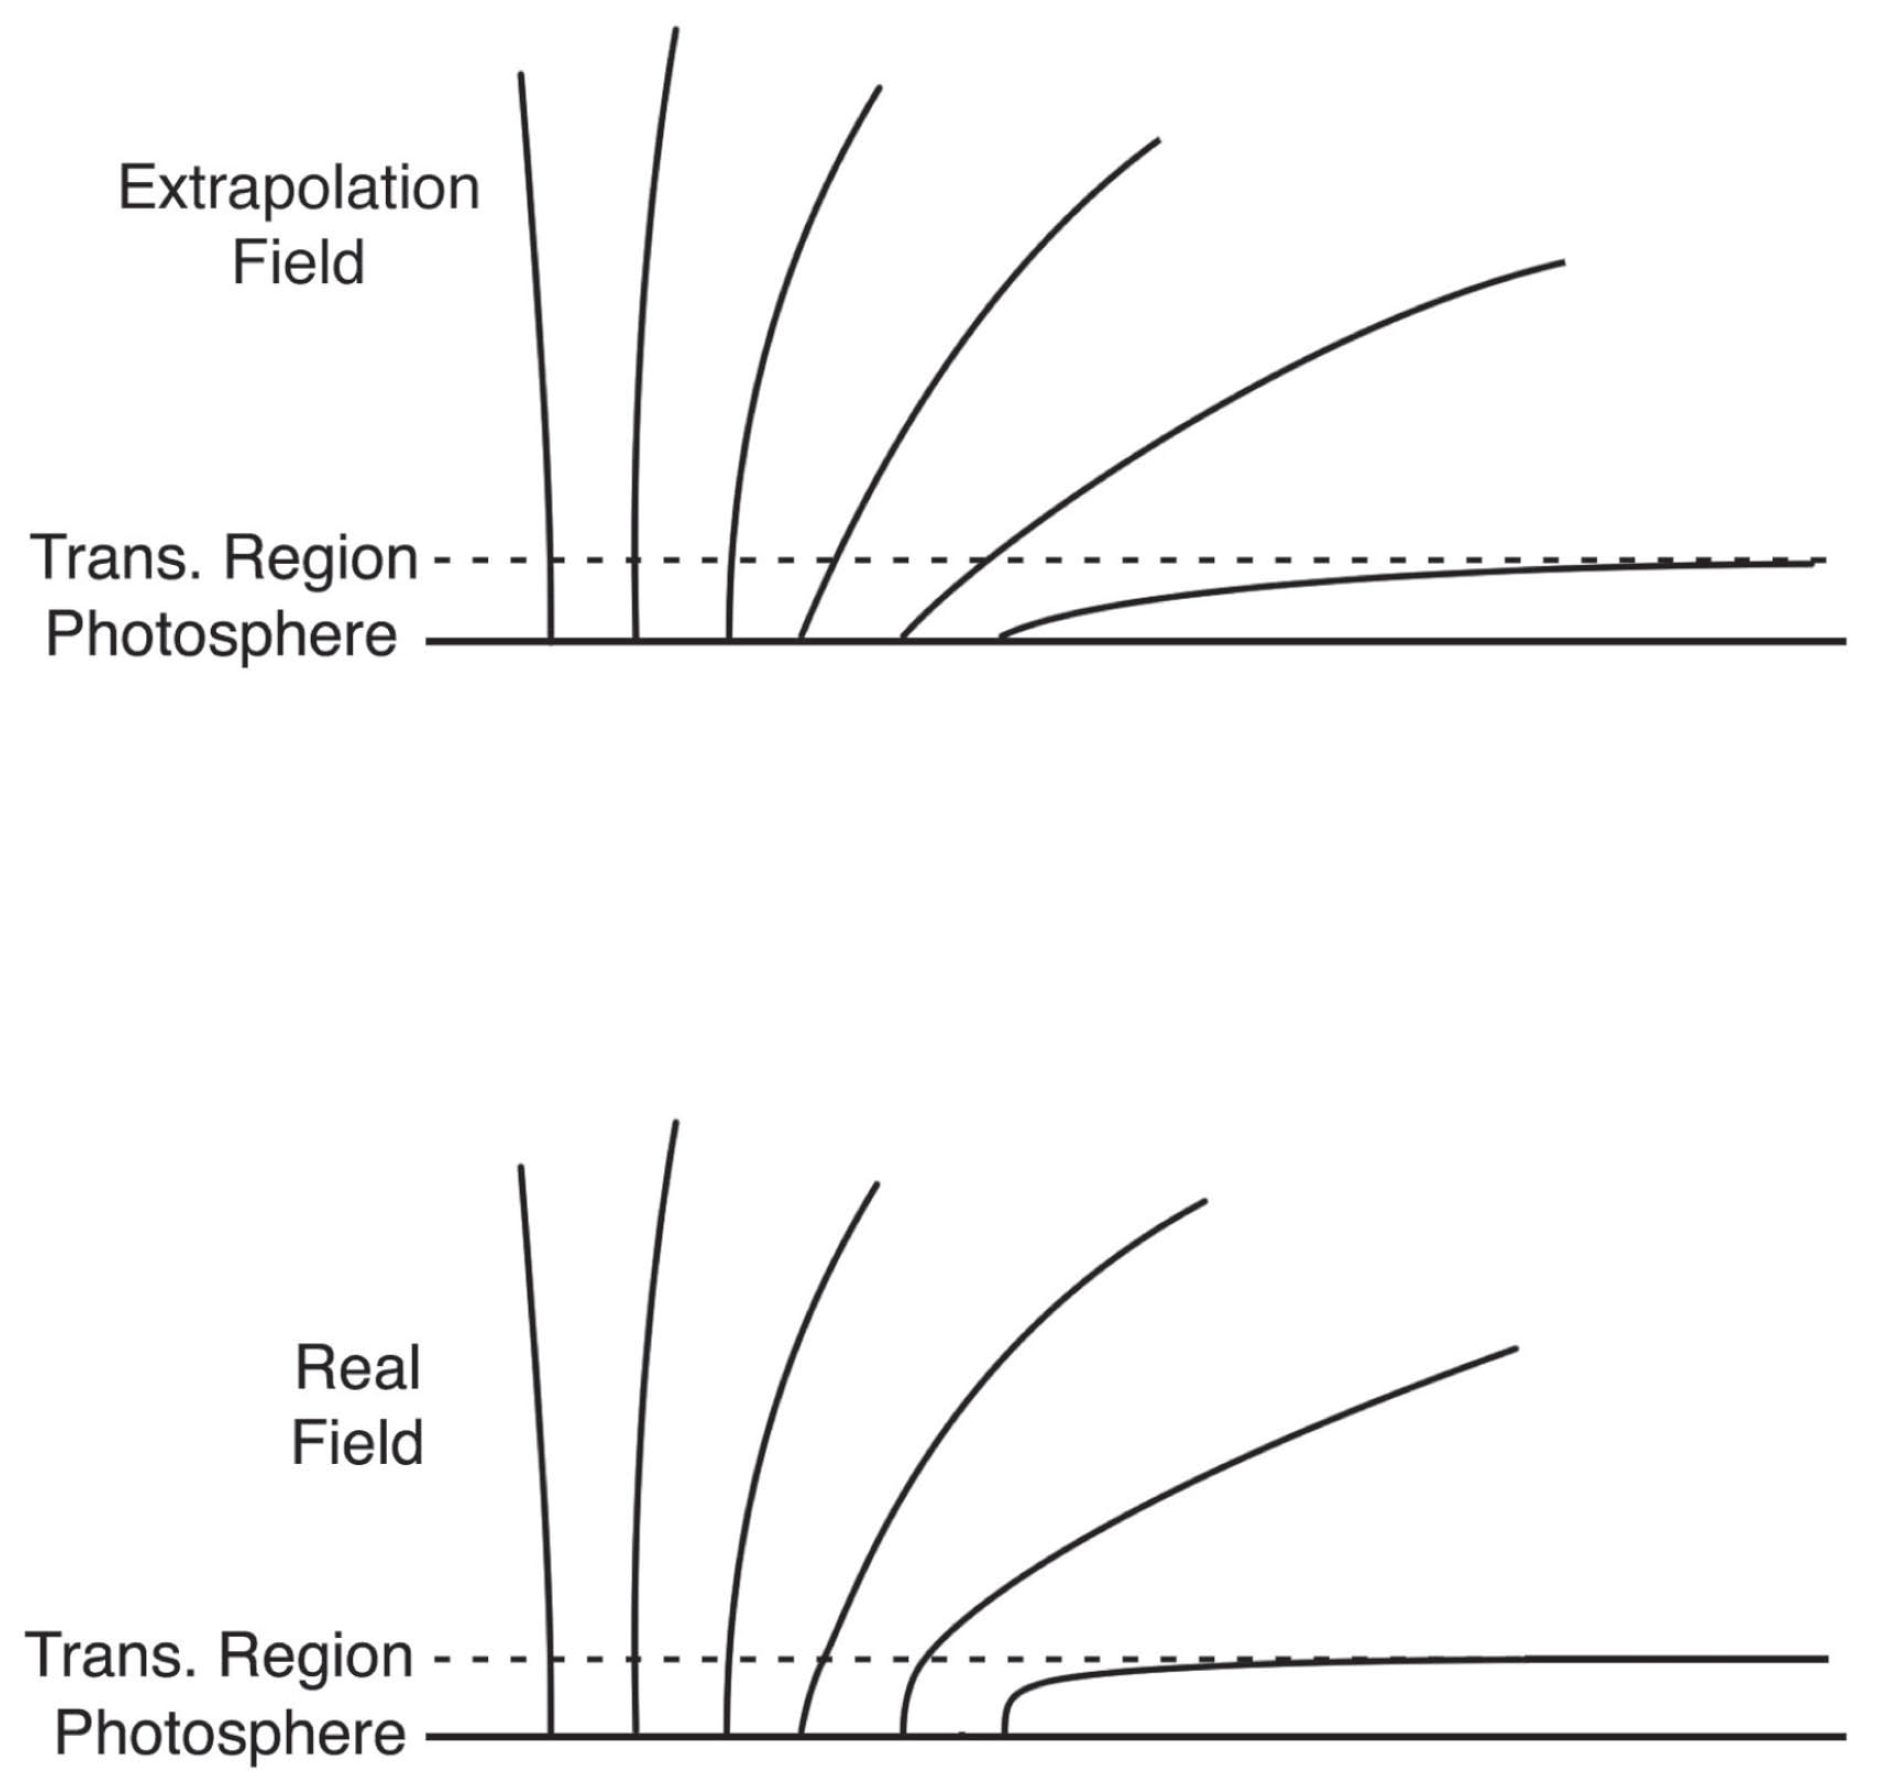 Extrapolation
Field
Trans. Region
Photosphere
Real
Field
Trans. Region
Photosphere